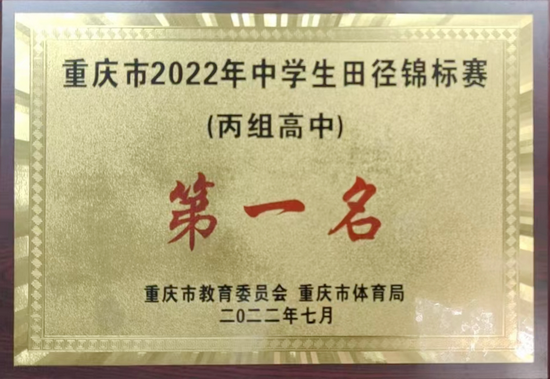 重庆市2022年中学生田径锦标赛
(丙组高中)
第一名
重庆市教育委员会 重庆市体育局
二0二二年七月